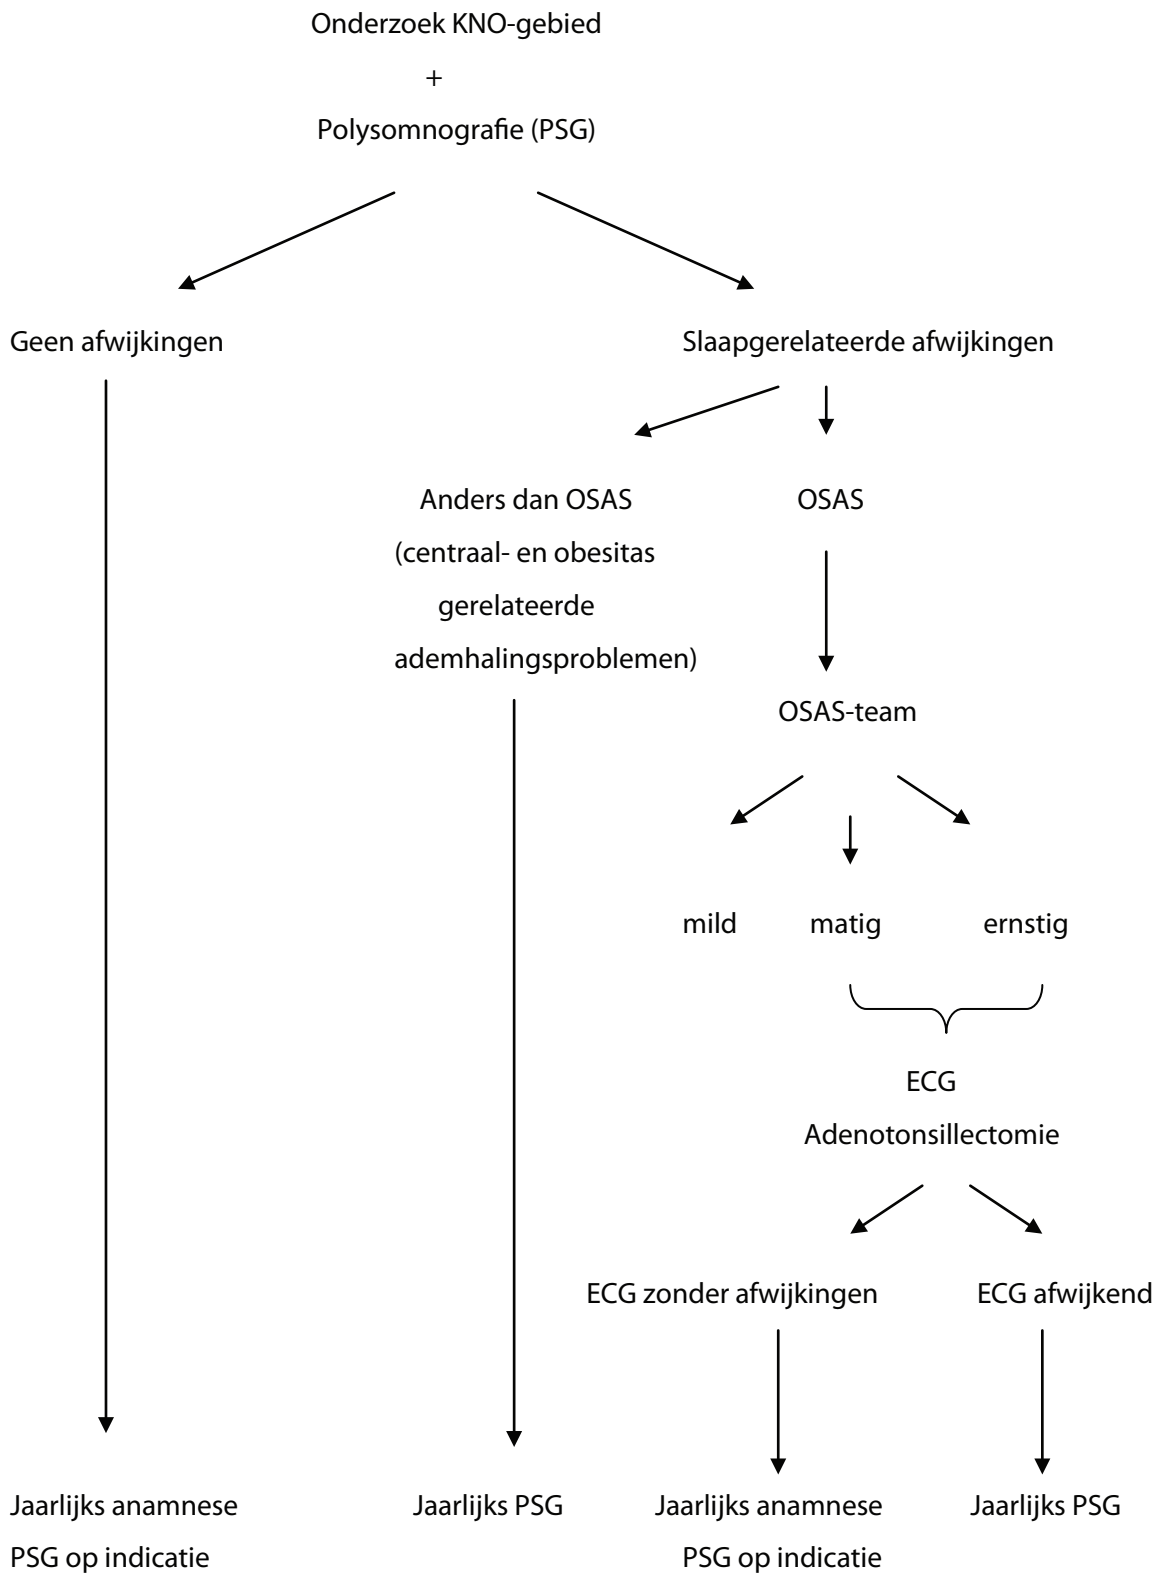 Onderzoek KNO-gebied
+
Polysomnografie (PSG)
Geen afwijkingen
Slaapgerelateerde afwijkingen
Anders dan OSAS
(centraal- en obesitas
gerelateerde
ademhalingsproblemen)
OSAS
OSAS-team
mild
matig
ernstig
ECG
Adenotonsillectomie
ECG zonder afwijkingen
ECG afwijkend
Jaarlijks anamnese
PSG op indicatie
Jaarlijks PSG
Jaarlijks anamnese
PSG op indicatie
Jaarlijks PSG